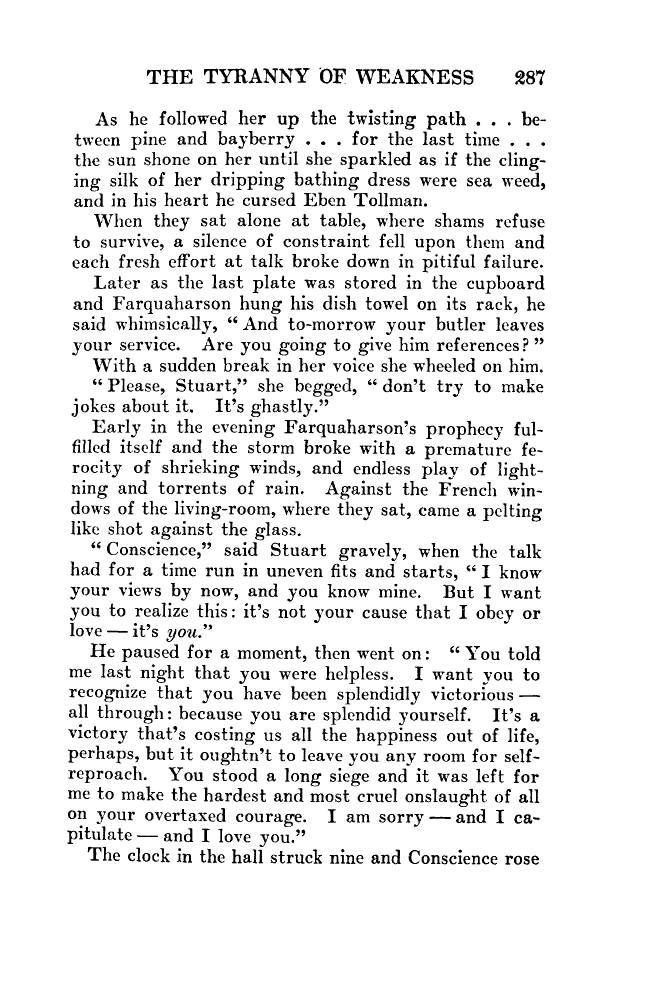 THE TYRANNY OF WEAKNESS 287
As he followed her up the twisting path . . . be-
tween pine and bayberry . . . for the last time . . .
the sun shone on her until she sparkled as if the cling-
ing silk of her dripping bathing dress were sea weed,
and in his heart he cursed Eben Tollman.
When they sat alone at table, where shams refuse
to survive, a silence of constraint fell upon them and
each fresh effort at talk broke down in pitiful failure.
Later as the last plate was stored in the cupboard
and Farquaharson hung his dish towel on its rack, he
said whimsically, “ And to-morrow your butler leaves
your service. Are you going to give him references? ”
With a sudden break in her voice she wheeled on him.
“ Please, Stuart,” she begged, “ don't try to make
jokes about it. It's ghastly.”
Early in the evening Farquaharson's prophecy ful-
filled itself and the storm broke with a premature fe-
rocity of shrieking winds, and endless play of light-
ning and torrents of rain. Against the French win-
dows of the living-room, where they sat, came a pelting
like shot against the glass.
“ Conscience,” said Stuart gravely, when the talk
had for a time run in uneven fits and starts, “ I know
your views by now, and you know mine. But I want
you to realize this: it's not your cause that I obey or
love — it's you.”
He paused for a moment, then went on: “ You told
me last night that you were helpless. I want you to
recognize that you have been splendidly victorious —
all through: because you are splendid yourself. It's a
victory that's costing us all the happiness out of life,
perhaps, but it oughtn't to leave you any room for self-
reproach. You stood a long siege and it was left for
me to make the hardest and most cruel onslaught of all
on your overtaxed courage. I am sorry — and I ca-
pitulate — and I love you.”
The clock in the hall struck nine and Conscience rose